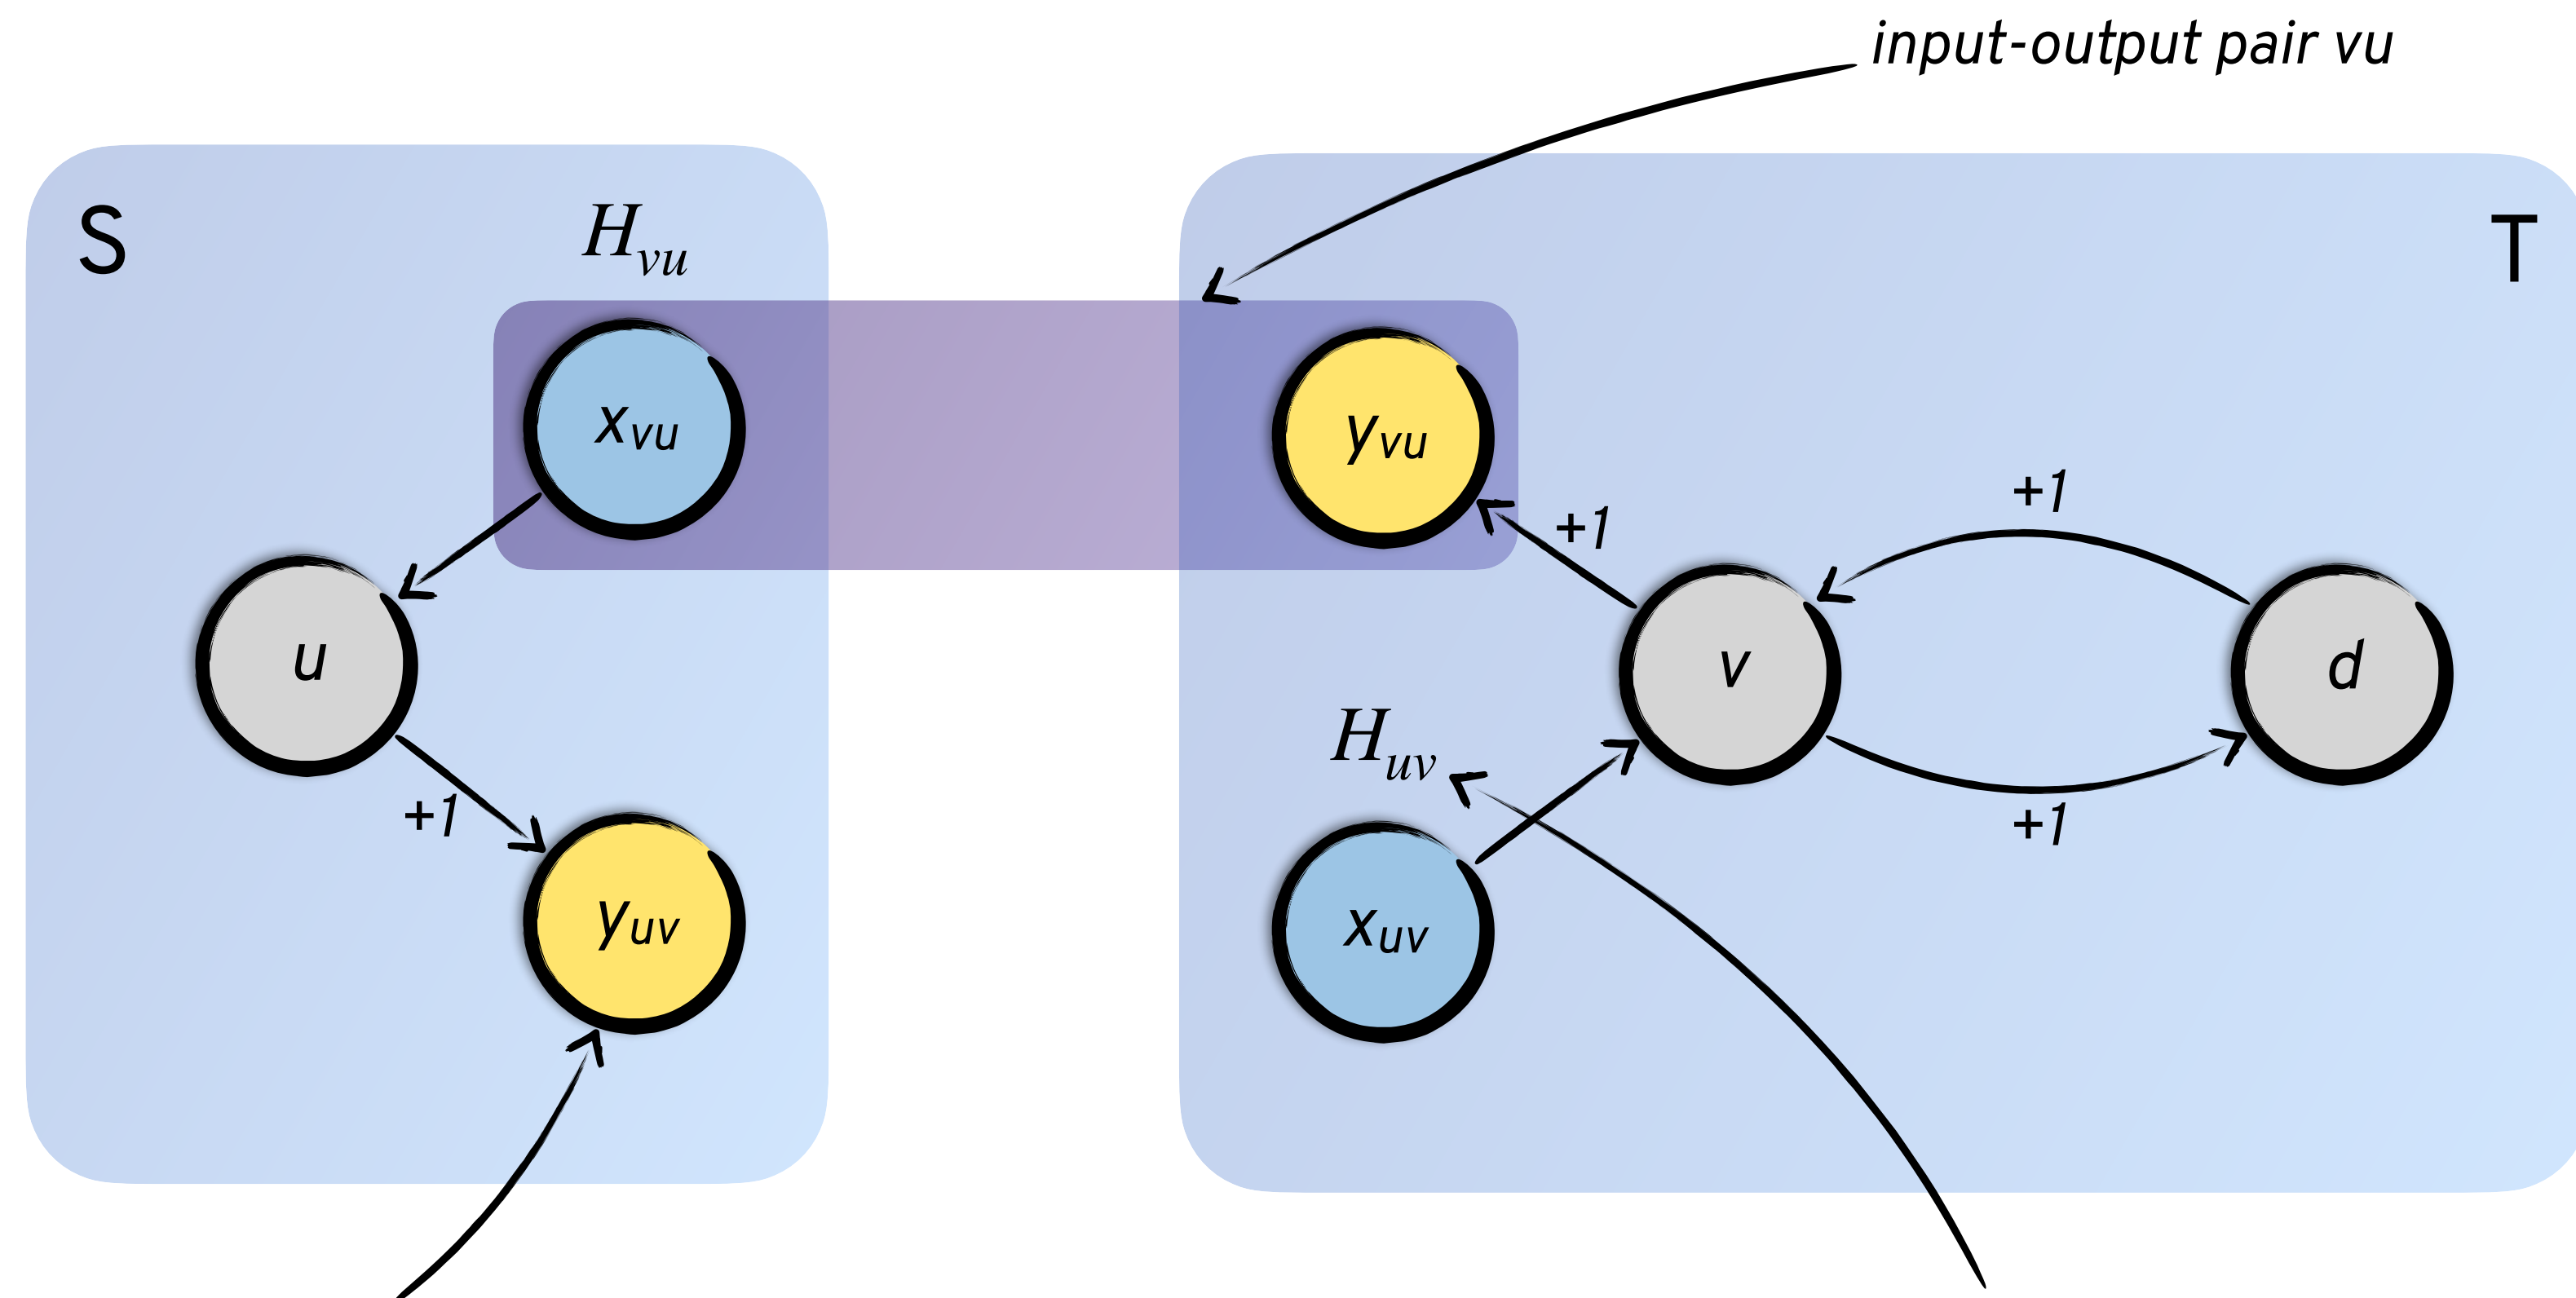 input-output pair vu
S
H_vu
T
x_vu
y_vu
+1
+1
u
v
d
H_uv
+1
+1
y_uv
x_uv